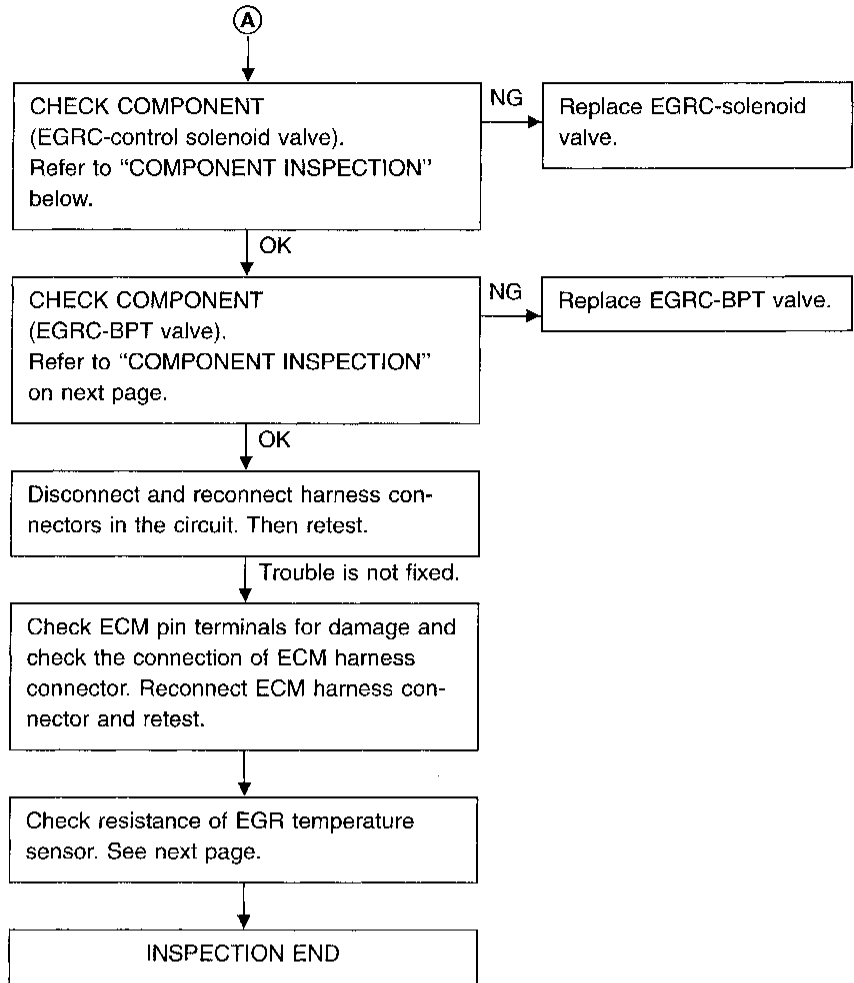 A
CHECK COMPONENT
(EGRC-control solenoid valve).
Refer to “COMPONENT INSPECTION”
below.
NG
Replace EGRC-solenoid
valve.
OK
CHECK COMPONENT
(EGRC-BPT valve).
Refer to “COMPONENT INSPECTION”
on next page.
NG
Replace EGRC-BPT valve.
OK
Disconnect and reconnect harness con-
nectors in the circuit. Then retest.
Trouble is not fixed.
Check ECM pin terminals for damage and
check the connection of ECM harness
connector. Reconnect ECM harness con-
nector and retest.
Check resistance of EGR temperature
sensor. See next page.
INSPECTION END